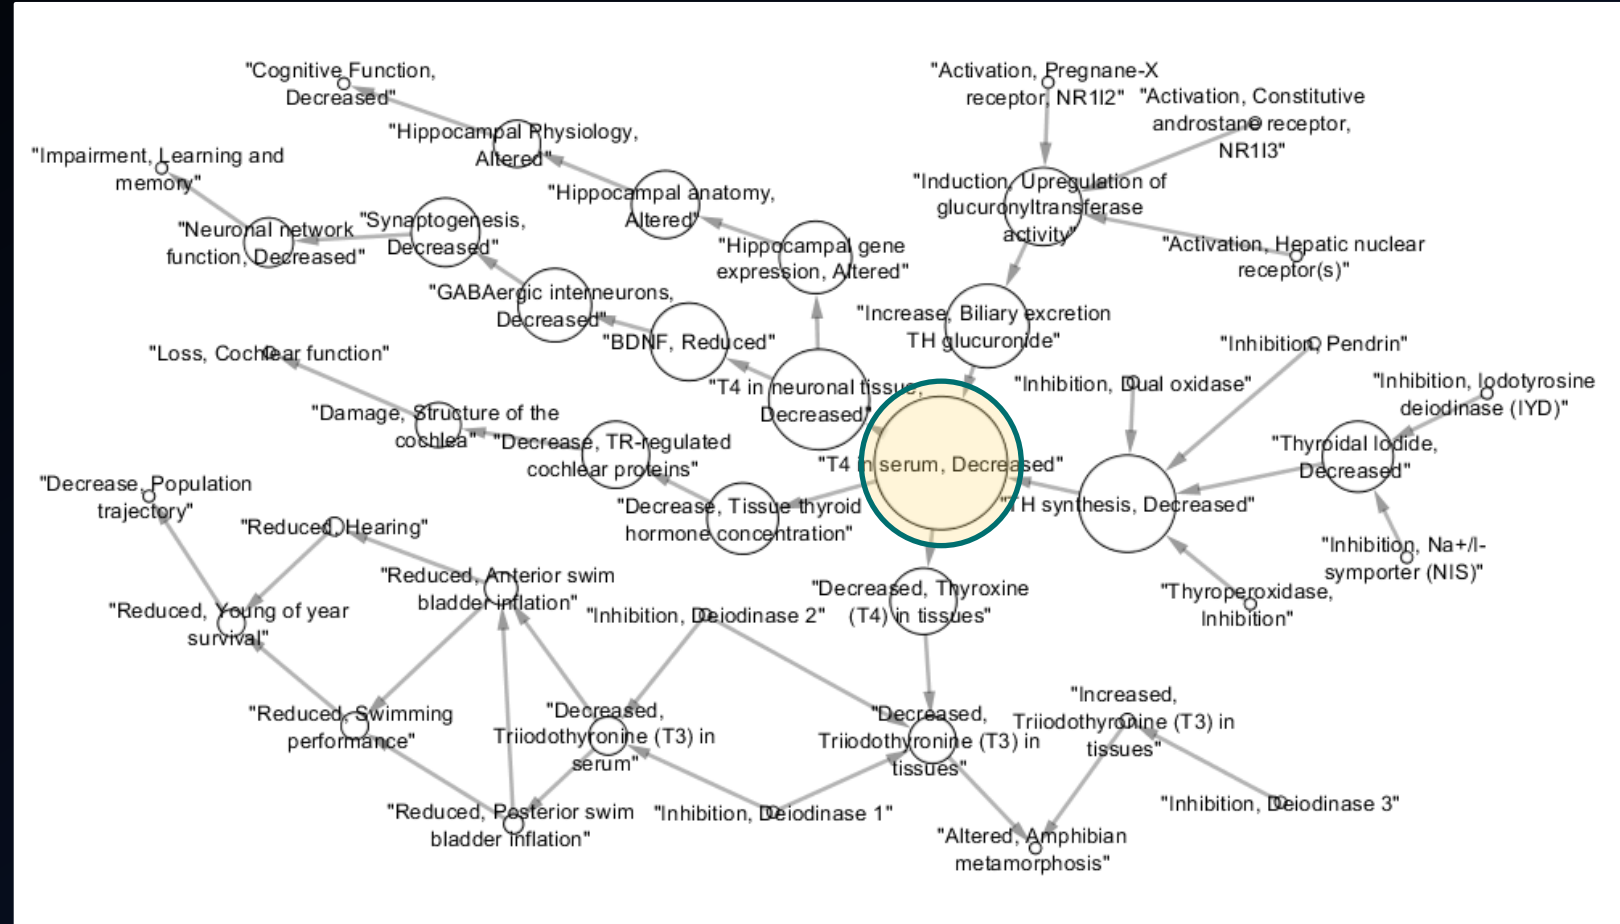 "Cognitive Function,
Decreased"
"Activation, Pregnane-X
receptor, NR1I2"
"Activation, Constitutive
androstane receptor,
NR1I3"
"Hippocampal Physiology,
Altered"
"Impairment, Learning and
memory"
"Hippocampal anatomy,
Altered"
"Induction, Upregulation of
glucuronyltransferase
activity"
"Neuronal network
function, Decreased"
"Synaptogenesis,
Decreased"
"Hippocampal gene
expression, Altered"
"Activation, Hepatic nuclear
receptor(s)"
"GABAergic interneurons,
Decreased"
"Increase, Biliary excretion
TH glucuronide"
"BDNF, Reduced"
"Loss, Cochlear function"
"Inhibition, Pendrin"
"T4 in neuronal tissue,
Decreased"
"Inhibition, Dual oxidase"
"Inhibition, Iodotyrosine
deiodinase (IYD)"
"Damage, Structure of the
cochlea"
"Decrease, TR-regulated
cochlear proteins"
"Thyroidal Iodide,
Decreased"
"T4 in serum, Decreased"
"Decrease, Population
trajectory"
"Decrease, Tissue thyroid
hormone concentration"
"TH synthesis, Decreased"
"Reduced, Hearing"
"Inhibition, Na+/I-
symporter (NIS)"
"Reduced, Anterior swim
bladder inflation"
"Decreased, Thyroxine
(T4) in tissues"
"Thyroperoxidase,
Inhibition"
"Reduced, Young of year
survival"
"Inhibition, Deiodinase 2"
"Reduced, Swimming
performance"
"Decreased,
Triiodothyronine (T3) in
serum"
"Decreased,
Triiodothyronine (T3) in
tissues"
"Increased,
Triiodothyronine (T3) in
tissues"
"Reduced, Posterior swim
bladder inflation"
"Inhibition, Deiodinase 1"
"Inhibition, Deiodinase 3"
"Altered, Amphibian
metamorphosis"